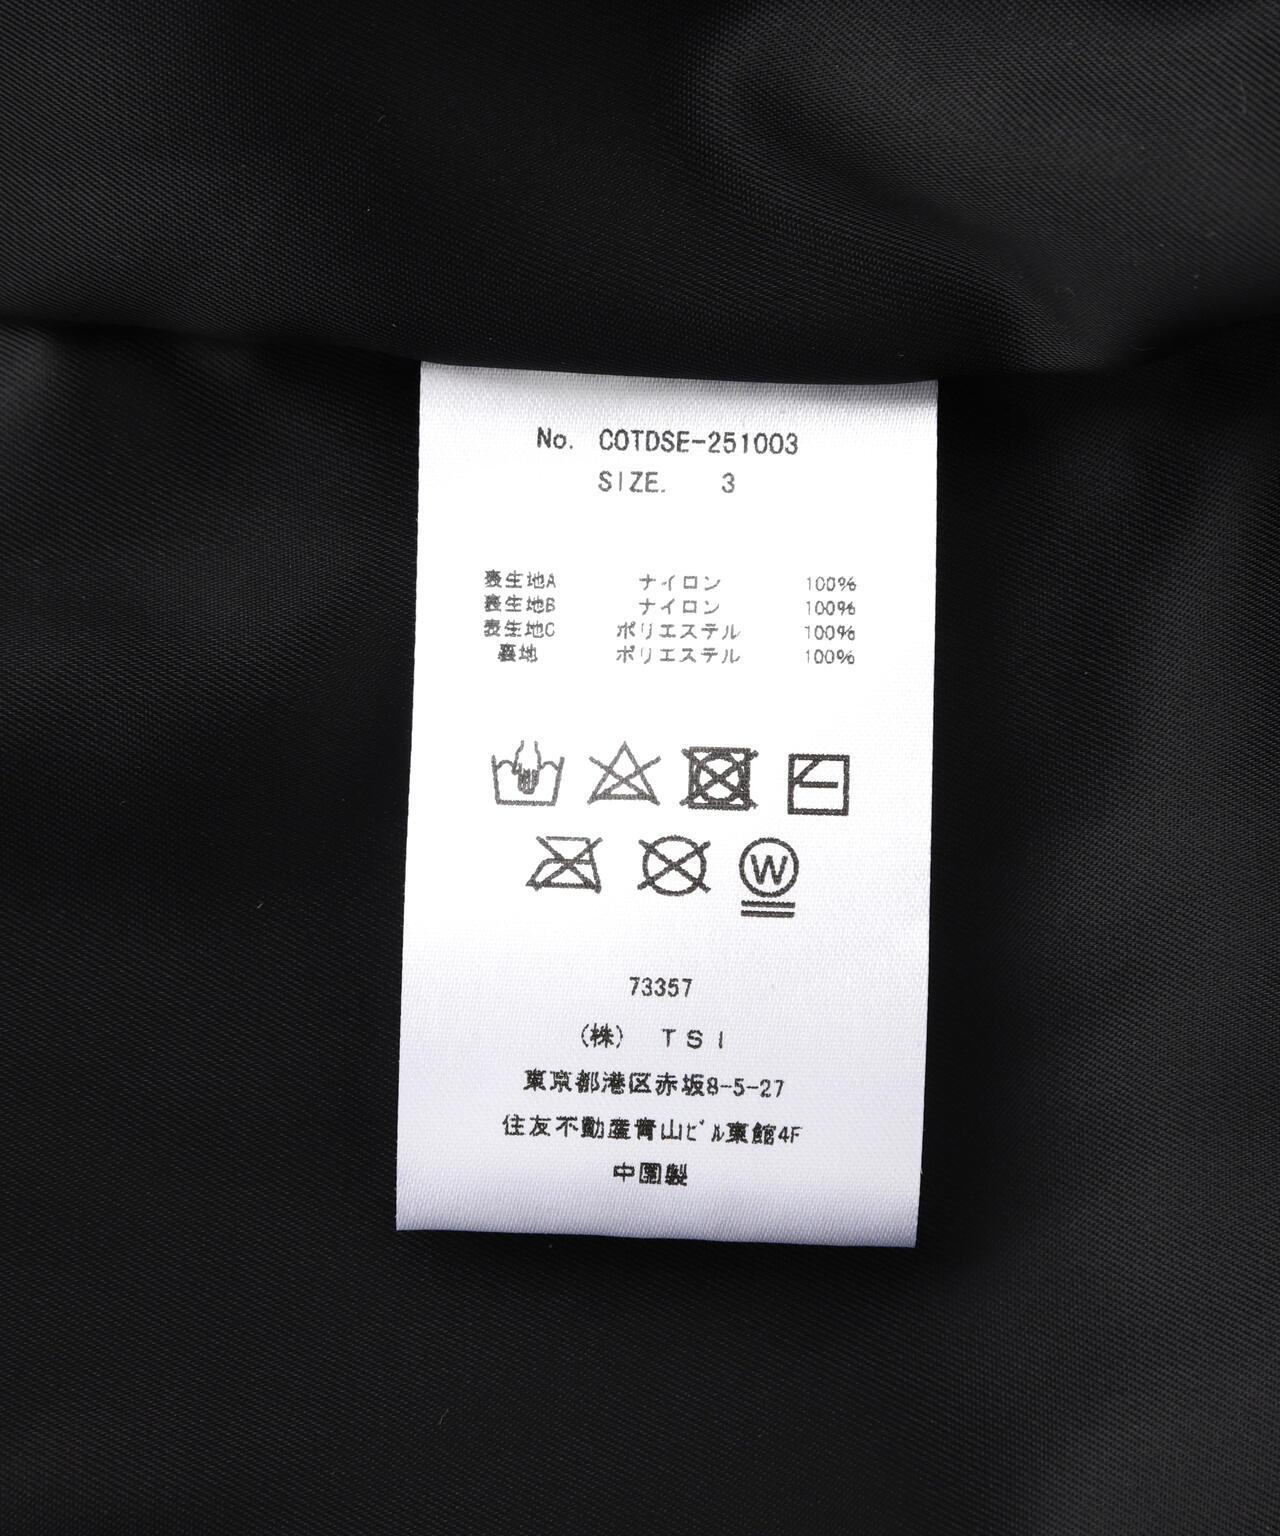 No. COTDSE-251003
SIZE. 3
表生地A ナイロン 100%
表生地B ナイロン 100%
表生地C ポリエステル 100%
裏地 ポリエステル 100%
W
73357
(株) TSI
東京都港区赤坂8-5-27
住友不動産青山ビル東館4F
中国製